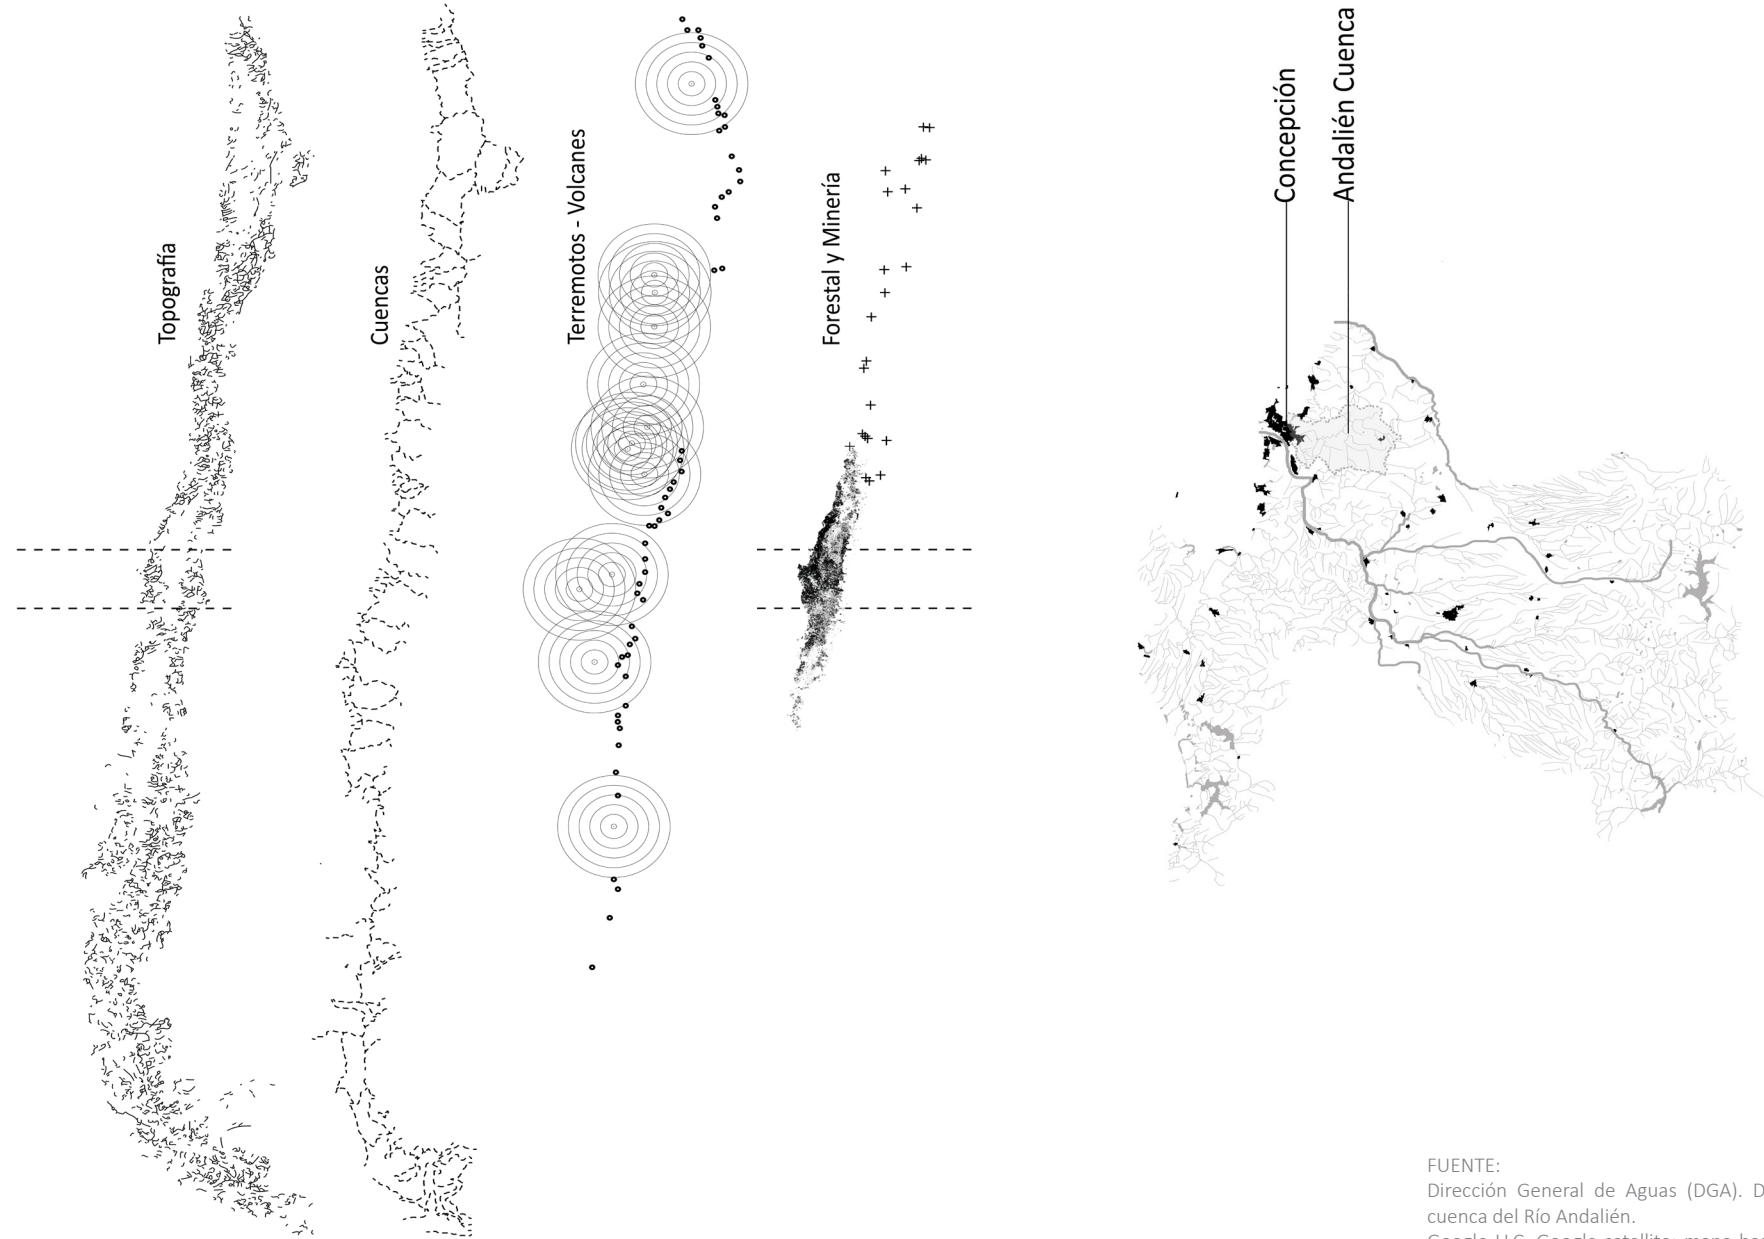 Topografía
Cuencas
Terremotos - Volcanes
Forestal y Minería
Concepción
Andalién Cuenca
FUENTE:
Dirección General de Aguas (DGA).
cuenca del Río Andalién.